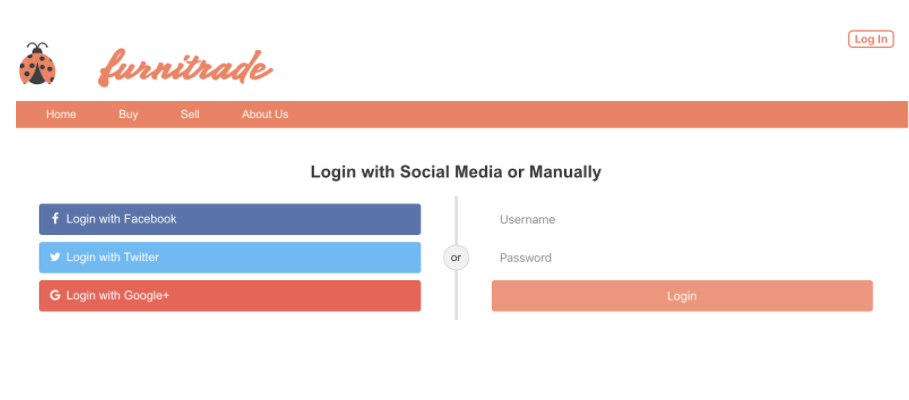 Log In
furnitrade
Home Buy Sell About Us
Login with Social Media or Manually
Login with Facebook
Login with Twitter
Login with Google+
or
Username
Password
Login